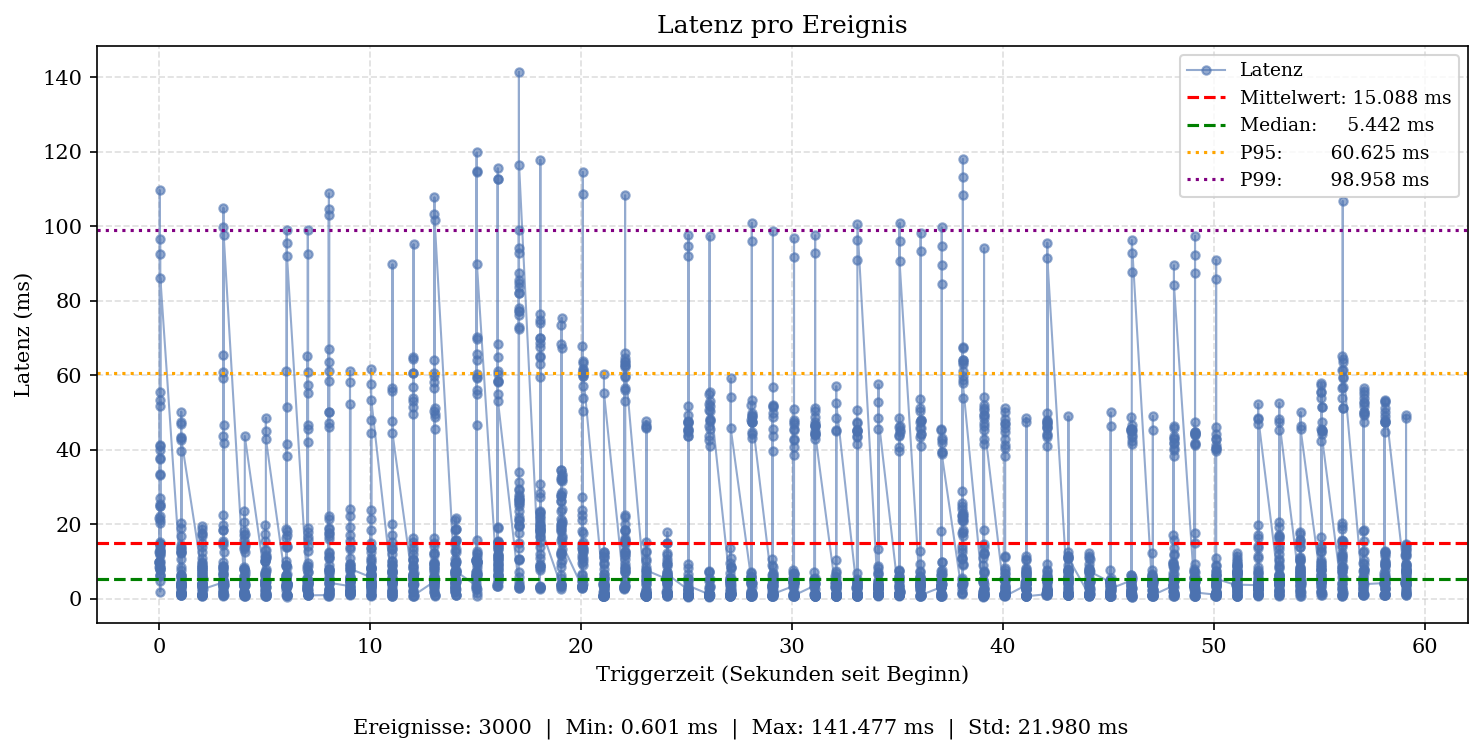 Latenz pro Ereignis
Latenz (ms)
140
120
100
80
60
40
20
0
Latenz
Mittelwert: 15.088 ms
Median: 5.442 ms
P95: 60.625 ms
P99: 98.958 ms
0 10 20 30 40 50 60
Triggerzeit (Sekunden seit Beginn)
Ereignisse: 3000 | Min: 0.601 ms | Max: 141.477 ms | Std: 21.980 ms